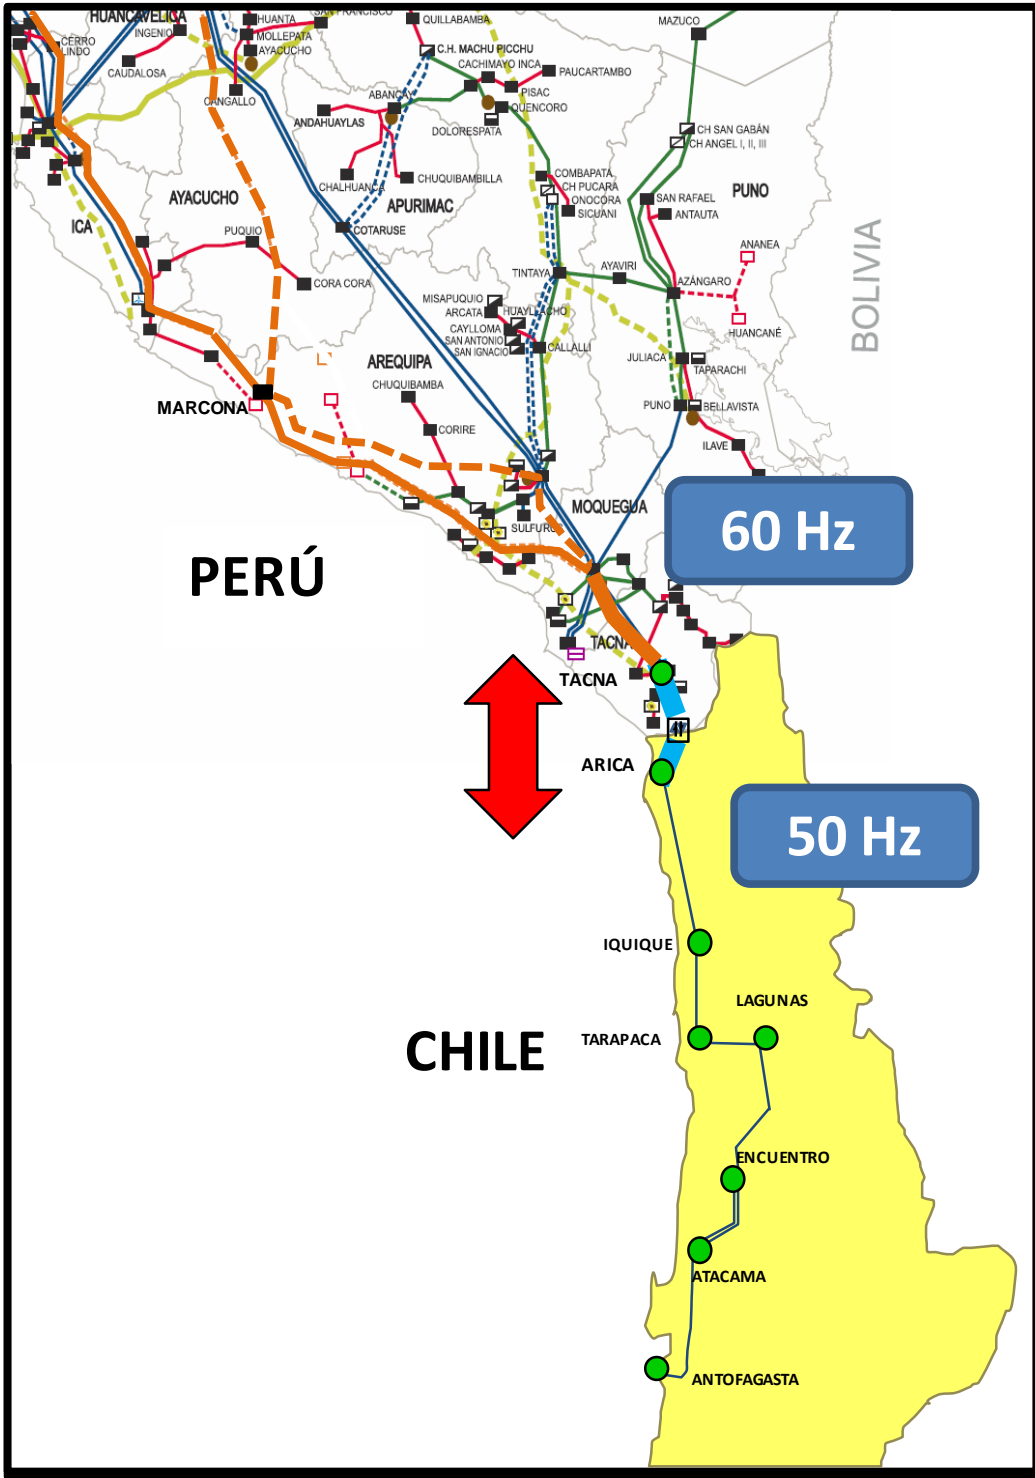 HUANCAVELICA
INGENIO
CERRO
LINDO
CAUDALOSA
HUANTA
MOLLEPATA
AYACUCHO
CANGALLO
SAN FRANCISCO
QUILLABAMBA
MAZUCO
C.H. MACHU PICCHU
CACHIMAYO INCA
PAUCARTAMBO
PISAC
ABANCAY
QUENCORO
ANDAHUAYLAS
DOLORESPATA
CH SAN GABÁN
CH ANGEL I, II, III
CHALHUANCA
CHUQUIBAMBILLA
COMBAPATA
CH PUCARA
ONOCORA
SICUANI
PUNO
AYACUCHO
APURIMAC
SAN RAFAEL
ANTAUTA
ICA
PUQUIO
COTARUSE
ANANEA
BOLIVIA
CORA CORA
TINTAYA
AYAVIRI
AZÁNGARO
MISAPUQUIO
ARCATA
HUAYLLACHO
CAYLLOMA
SAN ANTONIO
SAN IGNACIO
CALLALLI
HUANCANÉ
AREQUIPA
JULIACA
TAPARACHI
CHUQUIBAMBA
MARCONA
PUNO
BELLAVISTA
CORIRE
ILAVE
MOQUEGUA
SULFUROS
60 Hz
PERÚ
TACNA
TACNA
ARICA
50 Hz
IQUIQUE
LAGUNAS
CHILE
TARAPACA
ENCUENTRO
ATACAMA
ANTOFAGASTA